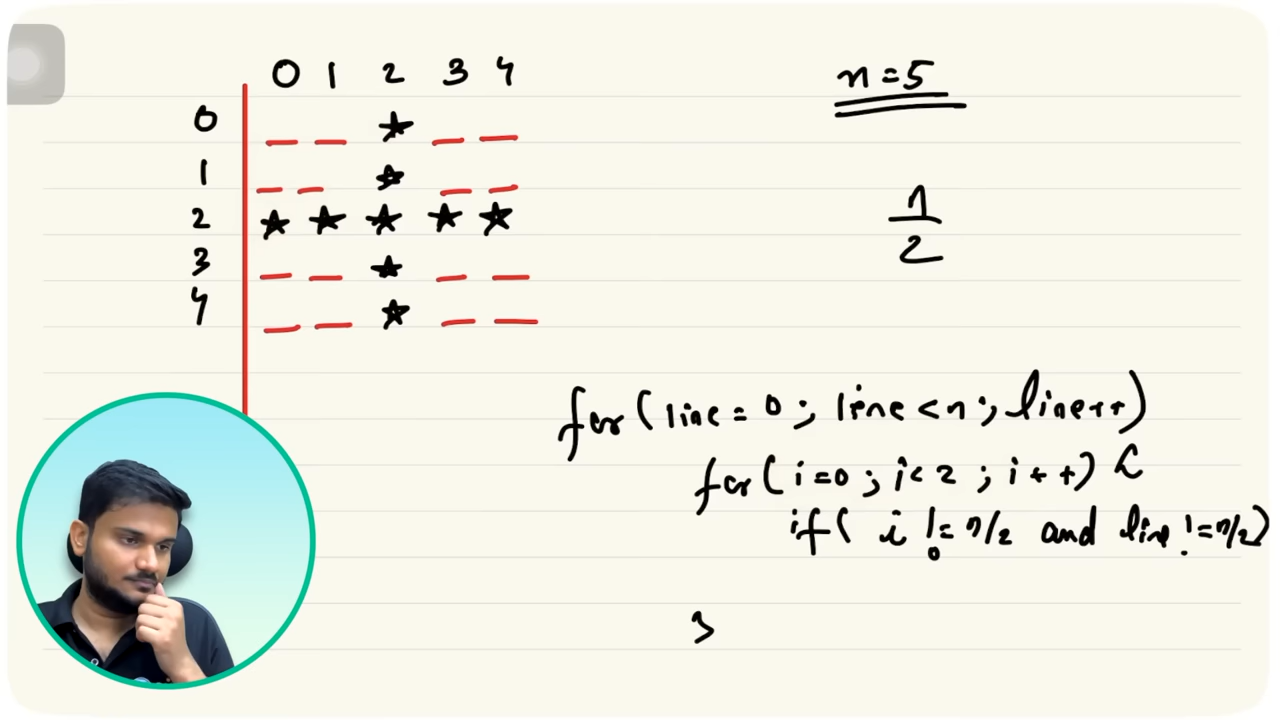 n=5
0 1 2 3 4
0 _ _ ★ _ _
1 _ _ ★ _ _
2 ★ ★ ★ ★ ★
3 _ _ ★ _ _
4 _ _ ★ _ _
n/2
for(line=0; line<n; line++)
for(i=0; i<2; i++) {
if( i != n/2 and line != n/2)
}